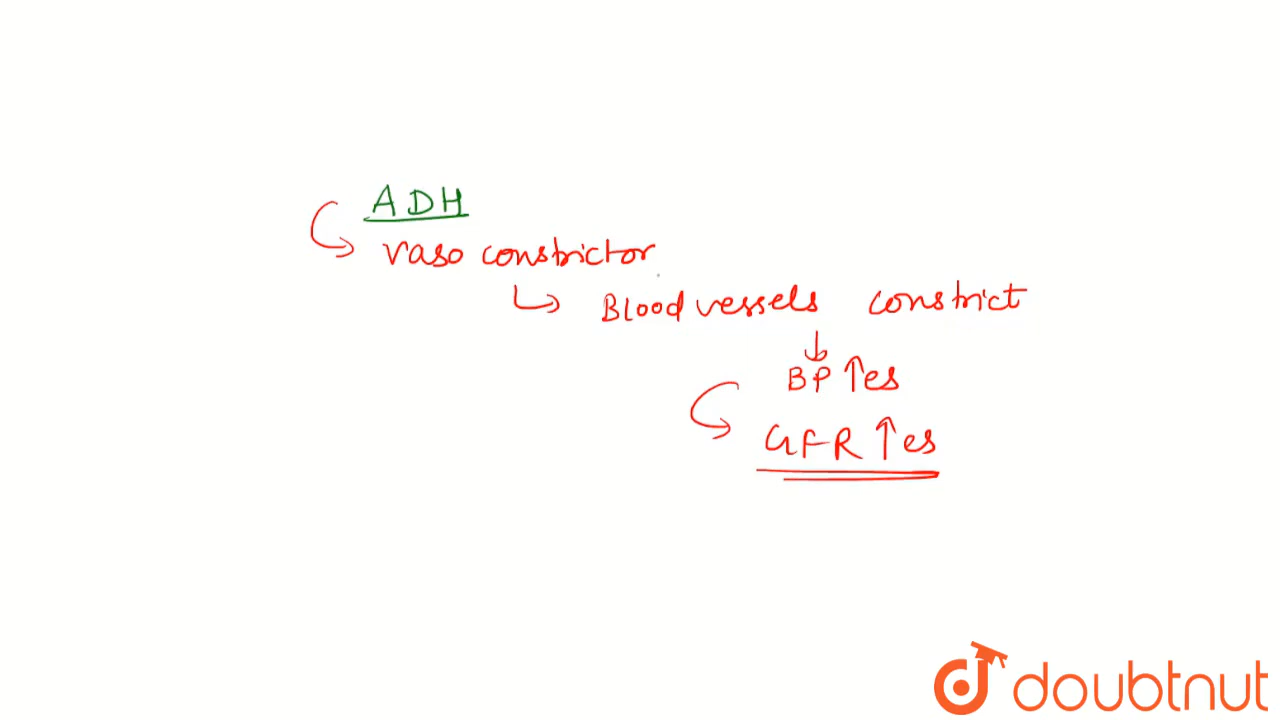 ADH
Vaso constrictor
Blood vessels constrict
BP ↑es
GFR ↑es
doubtnut